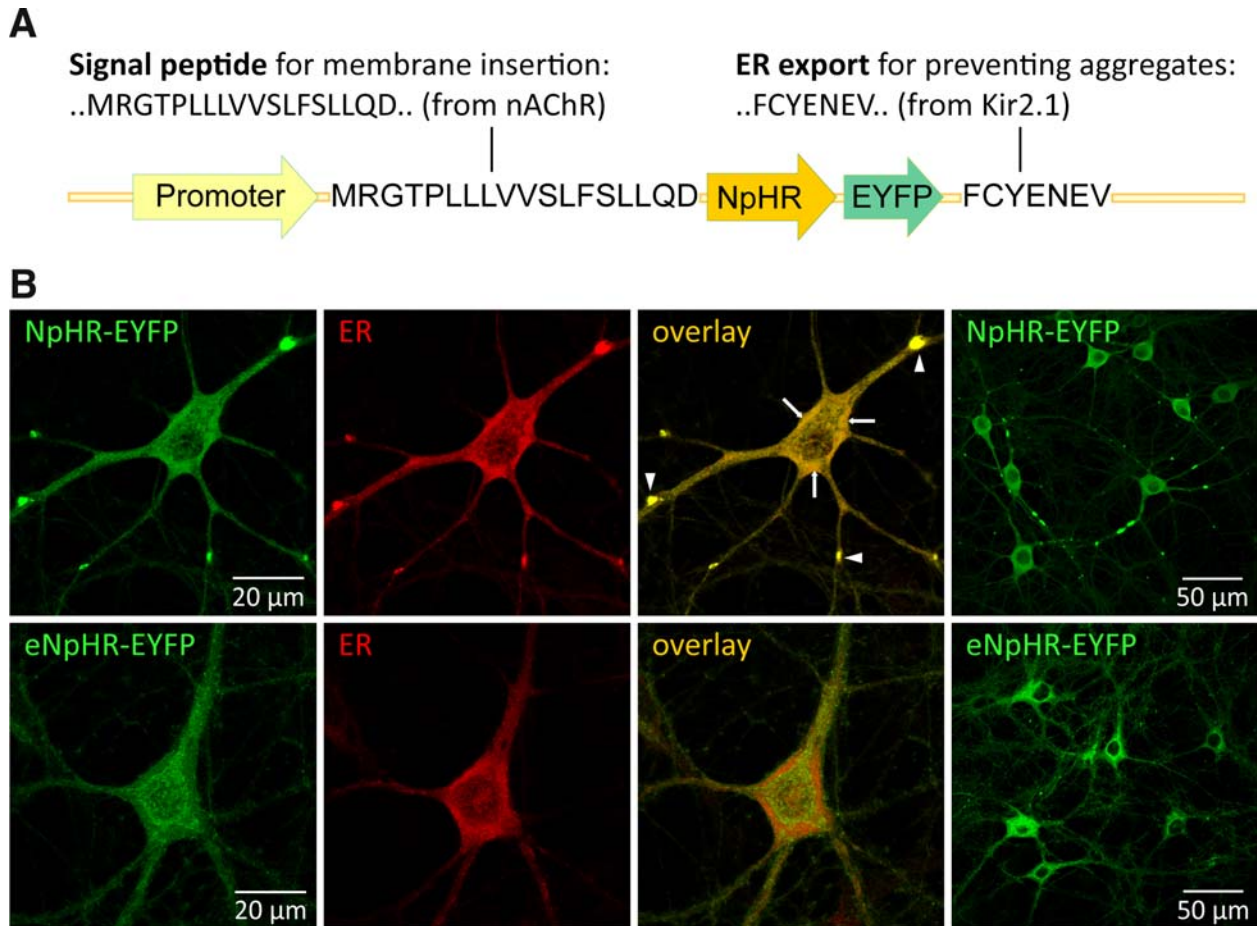 A
Signal peptide for membrane insertion:
..MRGTPLLLVVSLFSLLQD.. (from nAChR)
ER export for preventing aggregates:
..FCYENEV.. (from Kir2.1)
Promoter MRGTPLLLVVSLFSLLQD NpHR EYFP FCYENEV
B
NpHR-EYFP ER overlay NpHR-EYFP
20 μm 50 μm
eNpHR-EYFP ER overlay eNpHR-EYFP
20 μm 50 μm